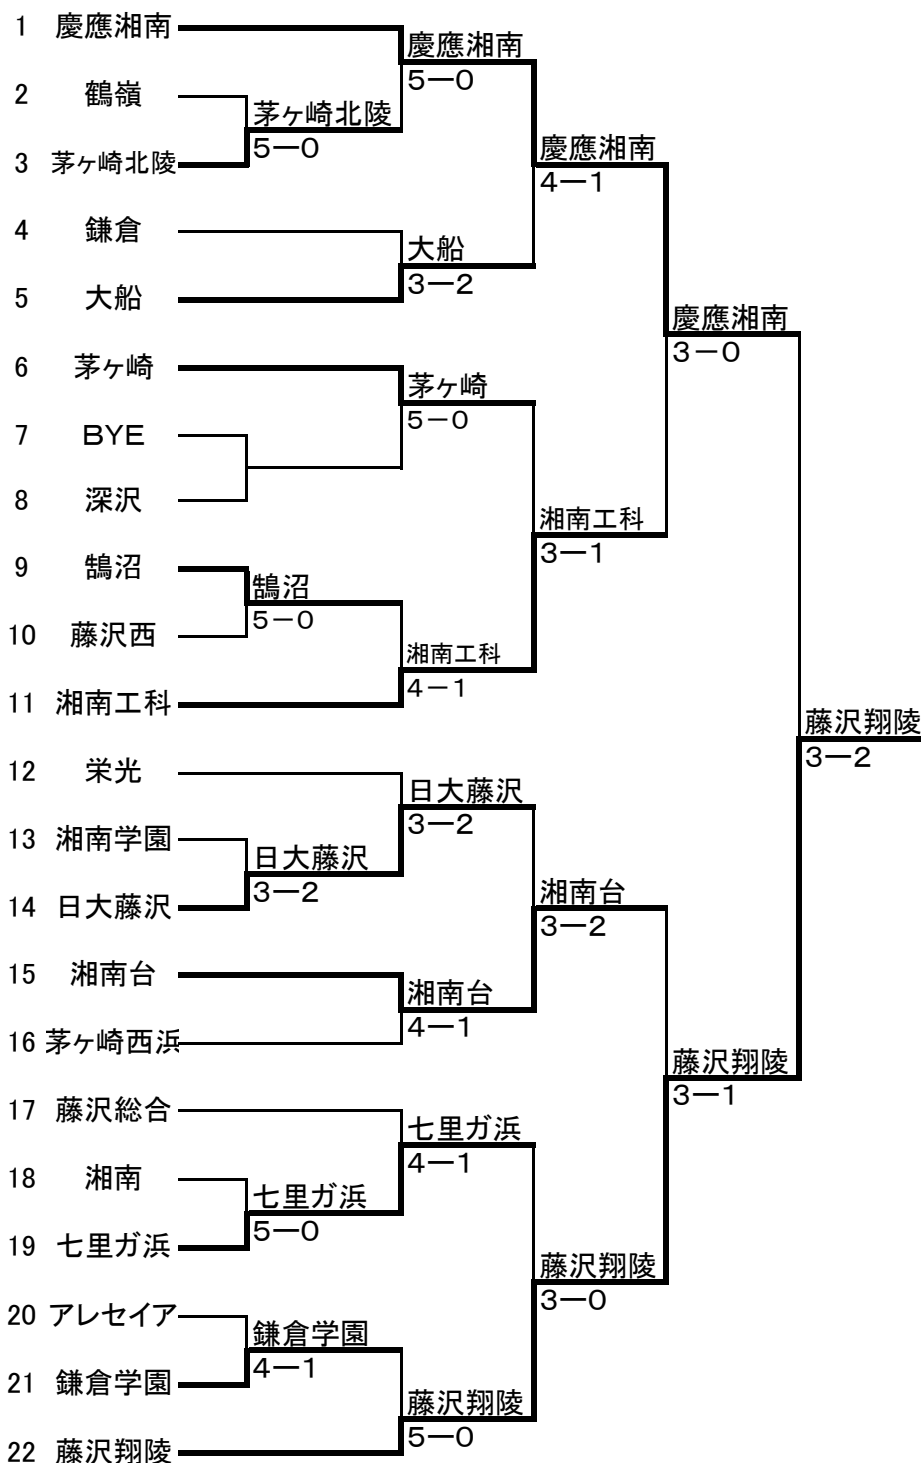 1 慶應湘南
慶應湘南
5―0
2 鶴嶺
茅ヶ崎北陵
5―0
3 茅ヶ崎北陵
慶應湘南
4―1
4 鎌倉
大船
3―2
5 大船
慶應湘南
3－0
6 茅ヶ崎
茅ヶ崎
5－0
7 BYE
8 深沢
湘南工科
3―1
9 鵠沼
鵠沼
5－0
10 藤沢西
湘南工科
4－1
11 湘南工科
藤沢翔陵
3―2
12 栄光
日大藤沢
3―2
13 湘南学園
日大藤沢
3―2
14 日大藤沢
湘南台
3―2
15 湘南台
湘南台
4―1
16 茅ヶ崎西浜
藤沢翔陵
3―1
17 藤沢総合
七里ガ浜
4―1
18 湘南
七里ガ浜
5―0
19 七里ガ浜
藤沢翔陵
3―0
20 アレセイア
鎌倉学園
4―1
21 鎌倉学園
藤沢翔陵
5―0
22 藤沢翔陵